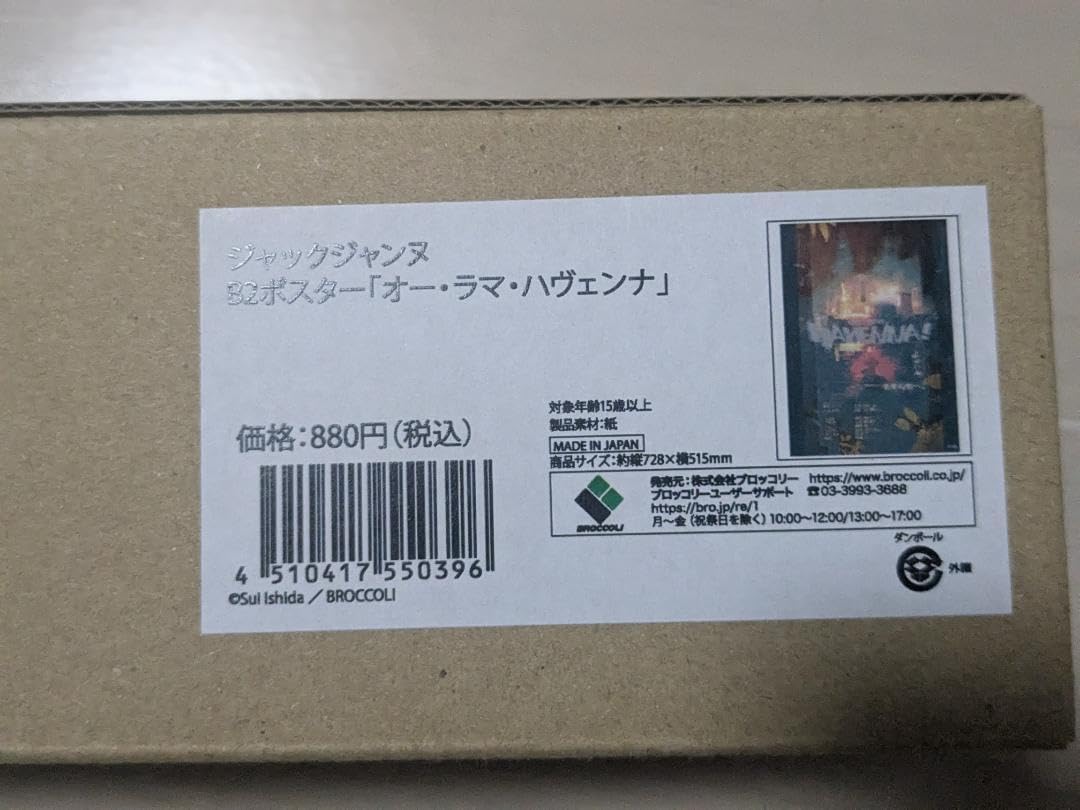 ジャックジャンヌ
B2ポスター「オー・ラマ・ハヴェンナ」
価格:880円(税込)
4 510417 550396
©Sui Ishida / BROCCOLI
対象年齢15歳以上
製品素材:紙
MADE IN JAPAN
商品サイズ:約縦728×横515mm
BROCCOLI
発売元:株式会社ブロッコリー https://www.broccoli.co.jp/
ブロッコリーユーザーサポート ☎03-3993-3688
https://bro.jp/re/1
月~金(祝祭日を除く)10:00~12:00/13:00~17:00
ダンボール
外箱
HAVENNA!